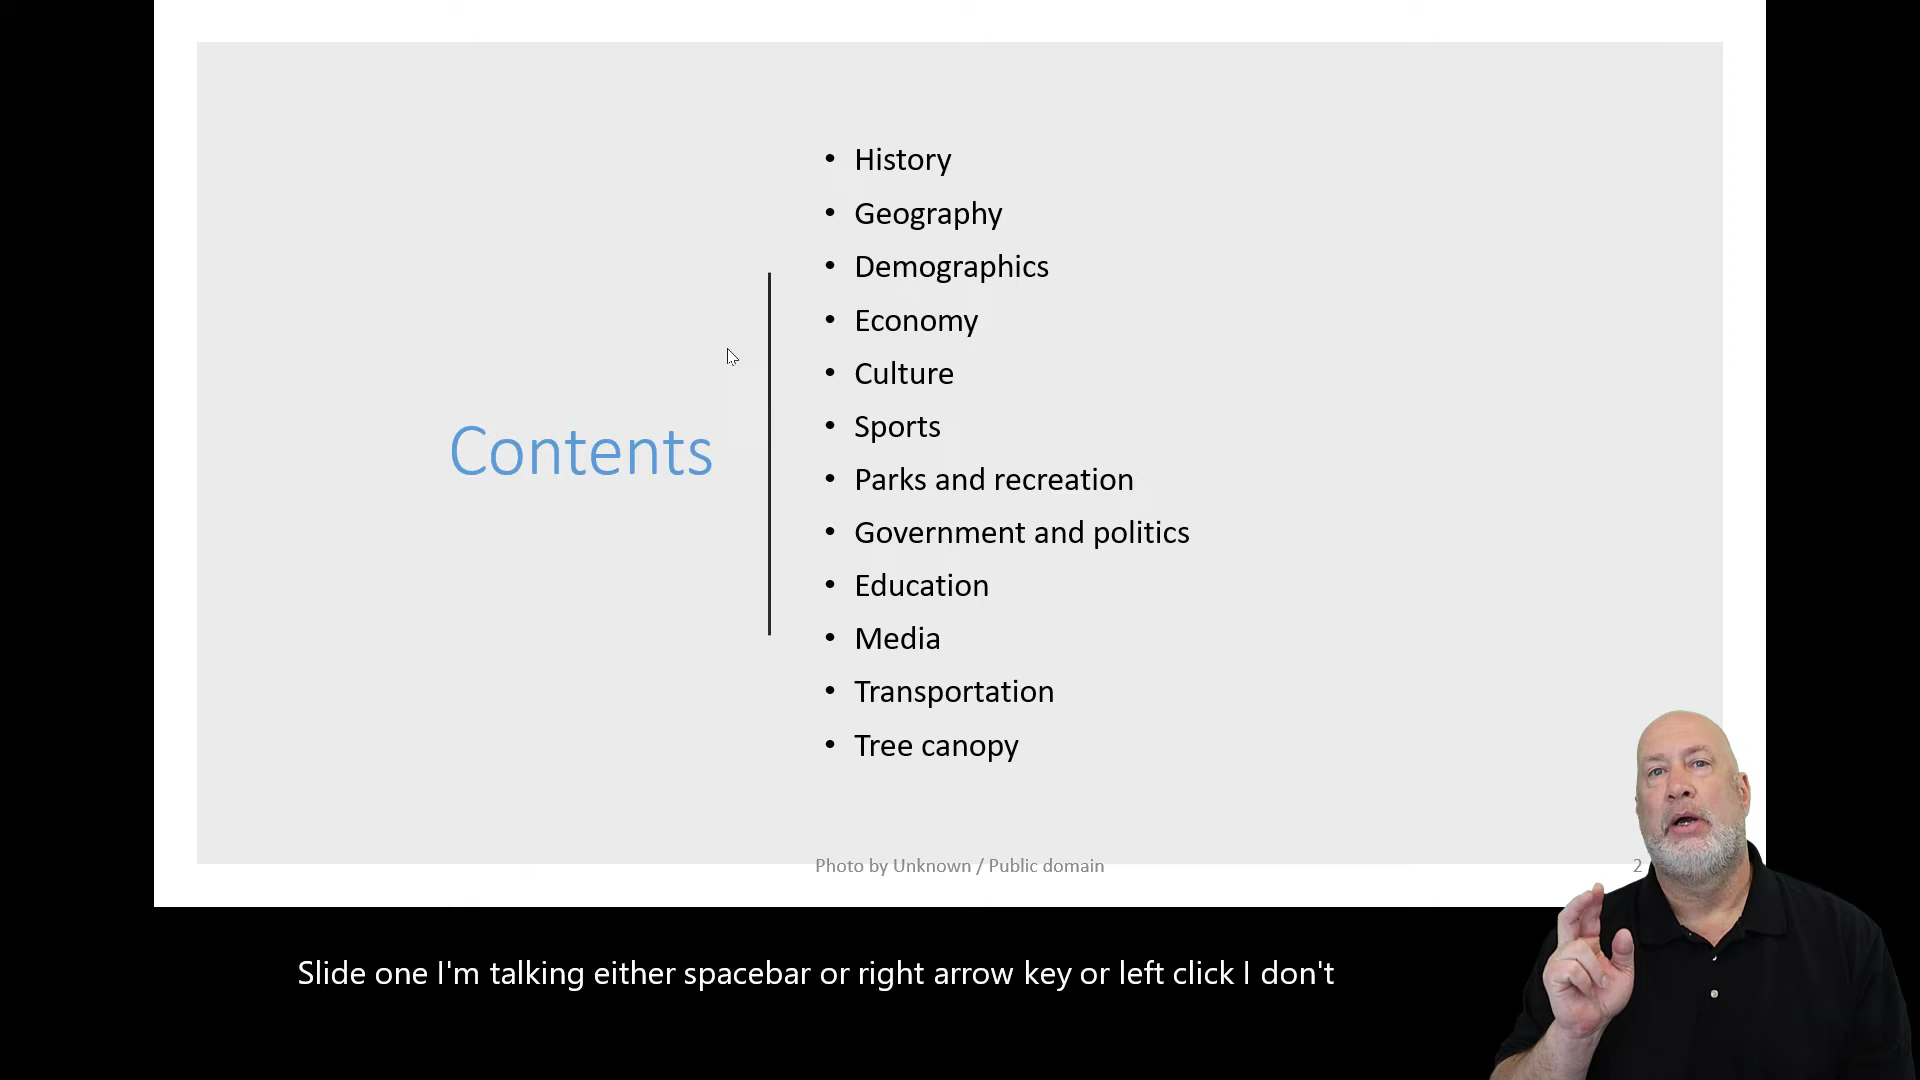 Contents
• History
• Geography
• Demographics
• Economy
• Culture
• Sports
• Parks and recreation
• Government and politics
• Education
• Media
• Transportation
• Tree canopy
Photo by Unknown / Public domain
2
Slide one I'm talking either spacebar or right arrow key or left click I don't